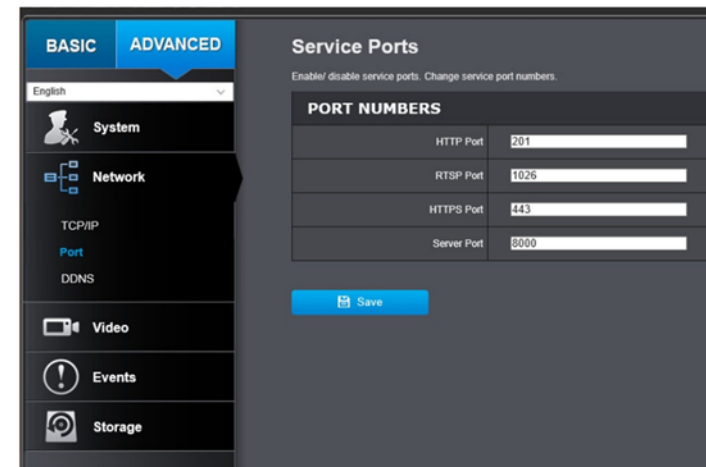 BASIC ADVANCED
English
System
Network
TCP/IP
Port
DDNS
Video
Events
Storage
Service Ports
Enable/ disable service ports. Change service port numbers.
PORT NUMBERS
HTTP Port 201
RTSP Port 1026
HTTPS Port 443
Server Port 8000
Save